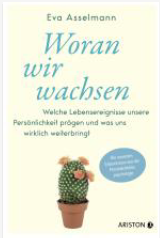 Eva Asselmann
Woran
wir
wachsen
Welche Lebensereignisse unsere
Persönlichkeit prägen und was uns
wirklich weiterbringt
ARISTON